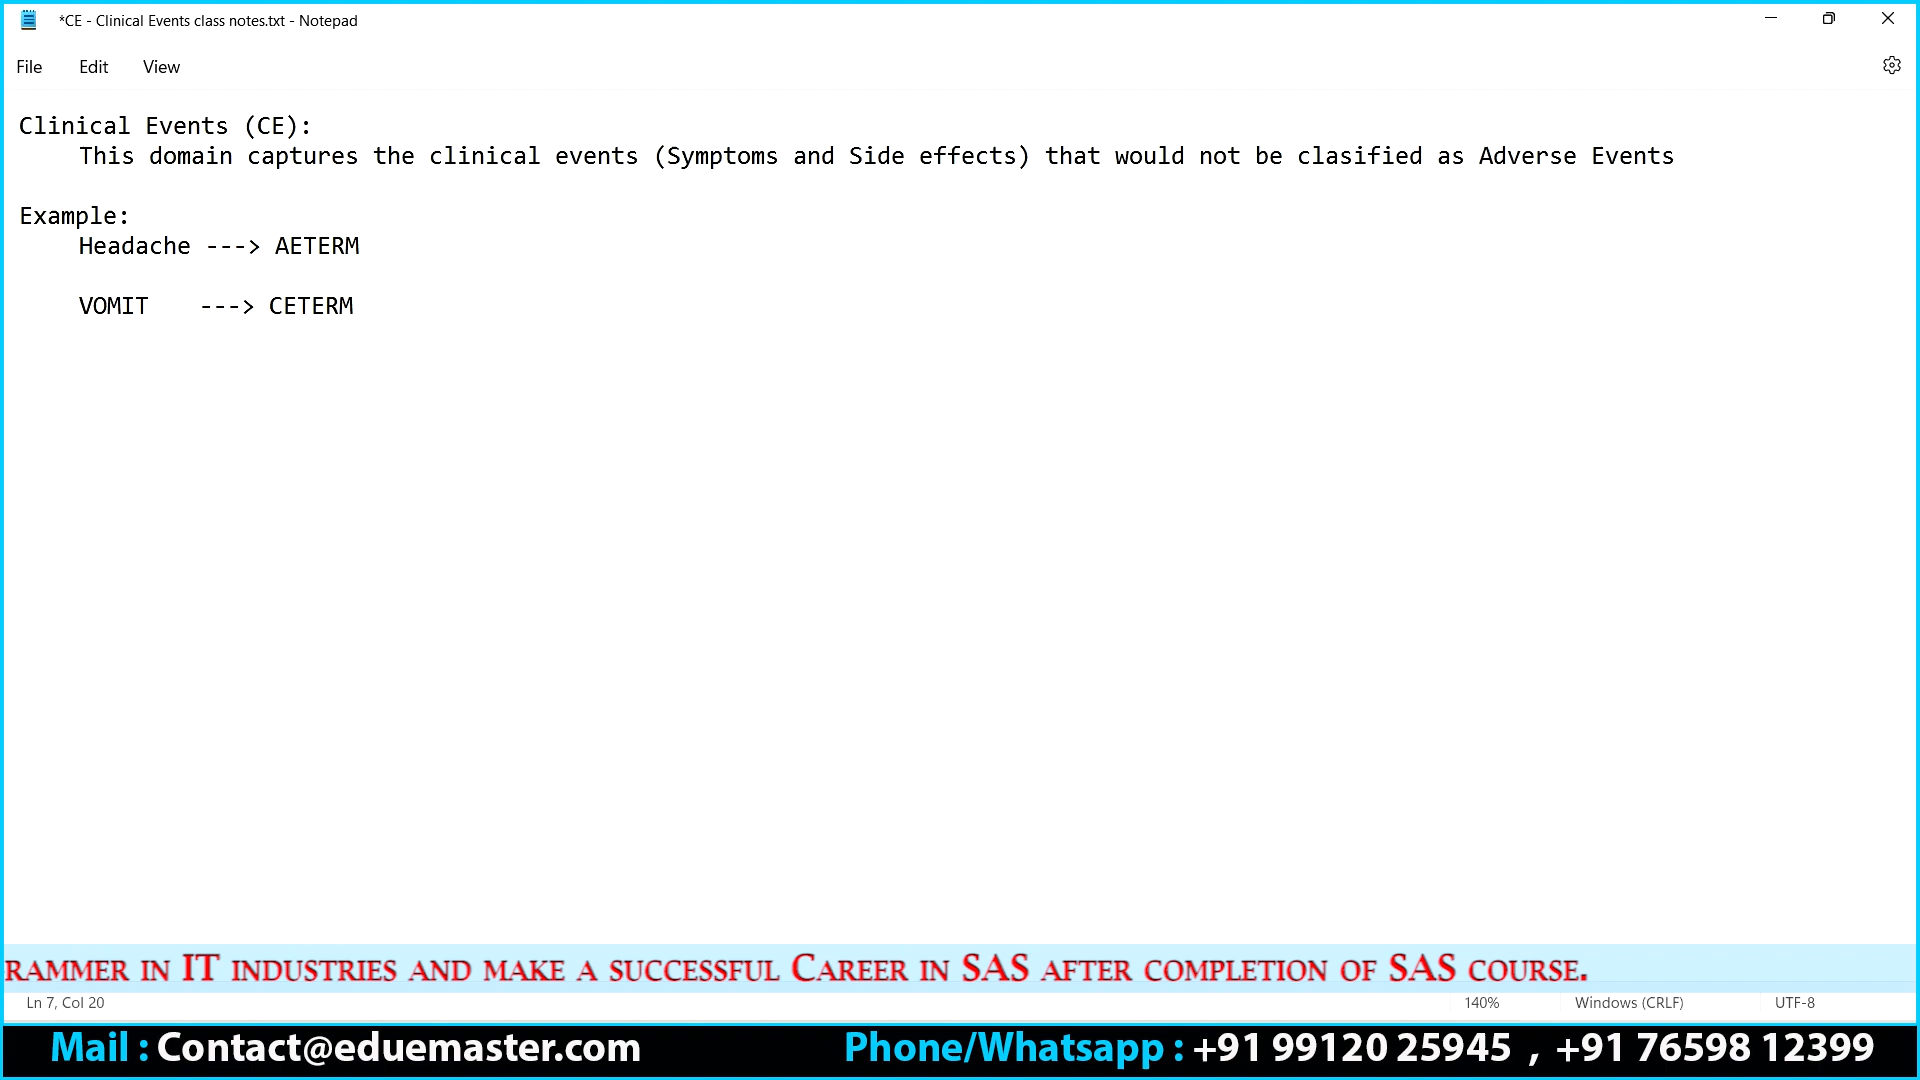 *CE - Clinical Events class notes.txt - Notepad
File Edit View
Clinical Events (CE):
This domain captures the clinical events (Symptoms and Side effects) that would not be clasified as Adverse Events
Example:
Headache ---> AETERM
VOMIT ---> CETERM
RAMMER IN IT INDUSTRIES AND MAKE A SUCCESSFUL CAREER IN SAS AFTER COMPLETION OF SAS COURSE.
Ln 7, Col 20 140% Windows (CRLF) UTF-8
Mail : Contact@eduemaster.com Phone/Whatsapp : +91 99120 25945 , +91 76598 12399